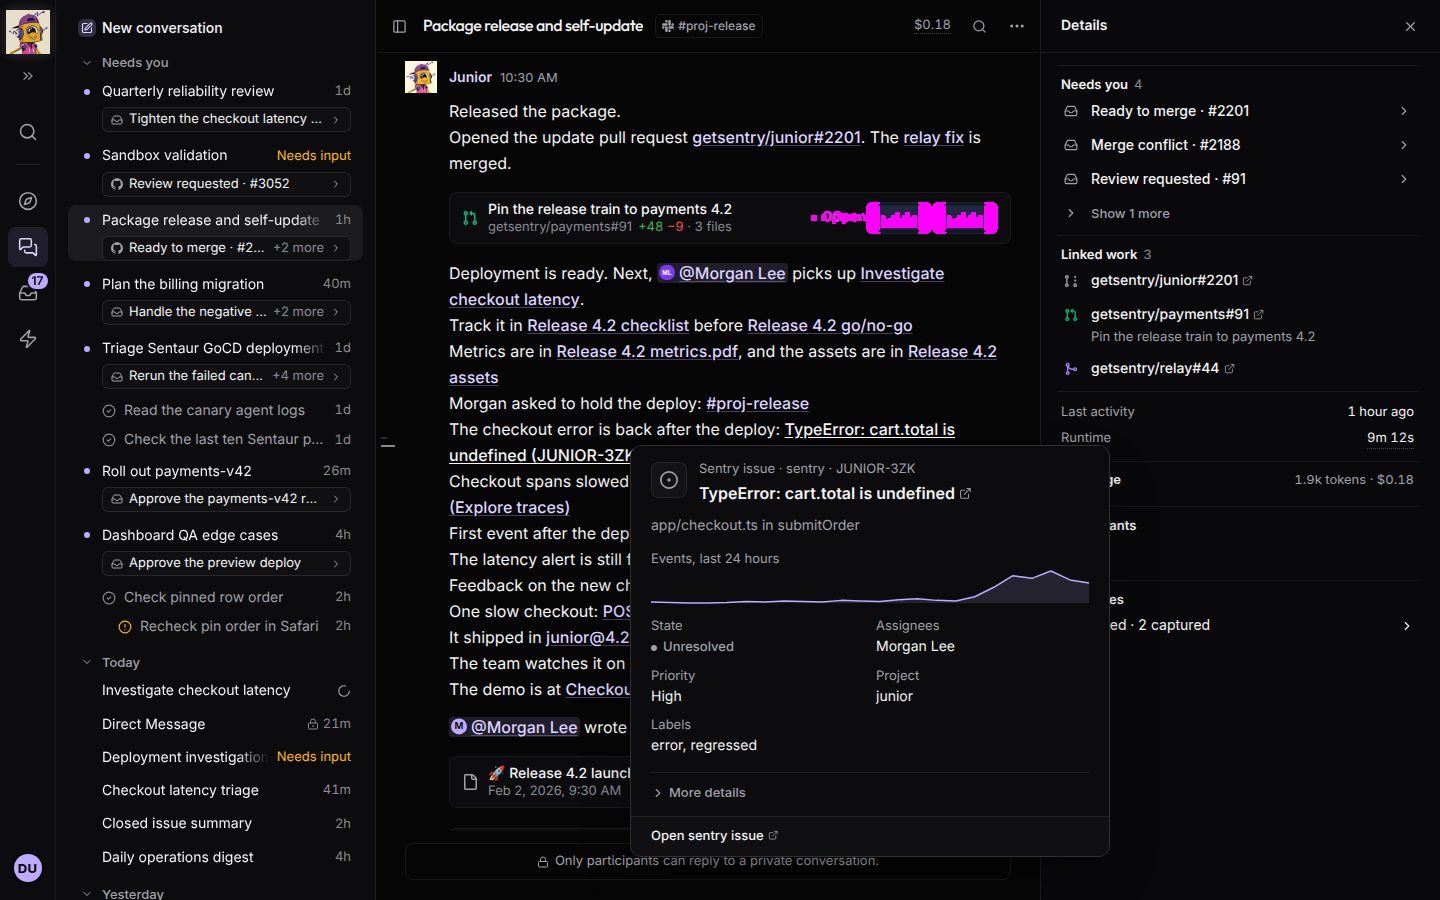 New conversation
Needs you
Quarterly reliability review 1d
Tighten the checkout latency ...
Sandbox validation Needs input
Review requested · #3052
Package release and self-update 1h
Ready to merge · #2... +2 more
Plan the billing migration 40m
Handle the negative ... +2 more
Triage Sentaur GoCD deployment 1d
Rerun the failed can... +4 more
Read the canary agent logs 1d
Check the last ten Sentaur p... 1d
Roll out payments-v42 26m
Approve the payments-v42 r...
Dashboard QA edge cases 4h
Approve the preview deploy
Check pinned row order 2h
Recheck pin order in Safari 2h
Today
Investigate checkout latency
Direct Message 21m
Deployment investigation Needs input
Checkout latency triage 41m
Closed issue summary 2h
Daily operations digest 4h
Yesterday
17
DU
Package release and self-update #proj-release $0.18
Junior 10:30 AM
Released the package.
Opened the update pull request getsentry/junior#2201. The relay fix is
merged.
Pin the release train to payments 4.2
getsentry/payments#91 +48 −9 · 3 files
Deployment is ready. Next, ML @Morgan Lee picks up Investigate
checkout latency.
Track it in Release 4.2 checklist before Release 4.2 go/no-go
Metrics are in Release 4.2 metrics.pdf, and the assets are in Release 4.2
assets
Morgan asked to hold the deploy: #proj-release
The checkout error is back after the deploy: TypeError: cart.total is
undefined (JUNIOR-3ZK
Checkout spans slowed
(Explore traces)
First event after the dep
The latency alert is still f
Feedback on the new ch
One slow checkout: POS
It shipped in junior@4.2
The team watches it on
The demo is at Checkou
M @Morgan Lee wrote
🚀 Release 4.2 launch
Feb 2, 2026, 9:30 AM
Only participants can reply to a private conversation.
Sentry issue · sentry · JUNIOR-3ZK
TypeError: cart.total is undefined
app/checkout.ts in submitOrder
Events, last 24 hours
State Assignees
Unresolved Morgan Lee
Priority Project
High junior
Labels
error, regressed
More details
Open sentry issue
Details
Needs you 4
Ready to merge · #2201
Merge conflict · #2188
Review requested · #91
Show 1 more
Linked work 3
getsentry/junior#2201
getsentry/payments#91
Pin the release train to payments 4.2
getsentry/relay#44
Last activity 1 hour ago
Runtime 9m 12s
ge 1.9k tokens · $0.18
ants
es
ed · 2 captured